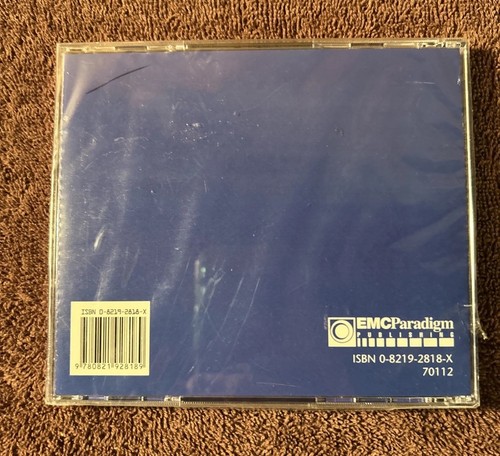 ISBN 0-8219-2818-X
9 780821 928189
EMCParadigm
PUBLISHING
ISBN 0-8219-2818-X
70112